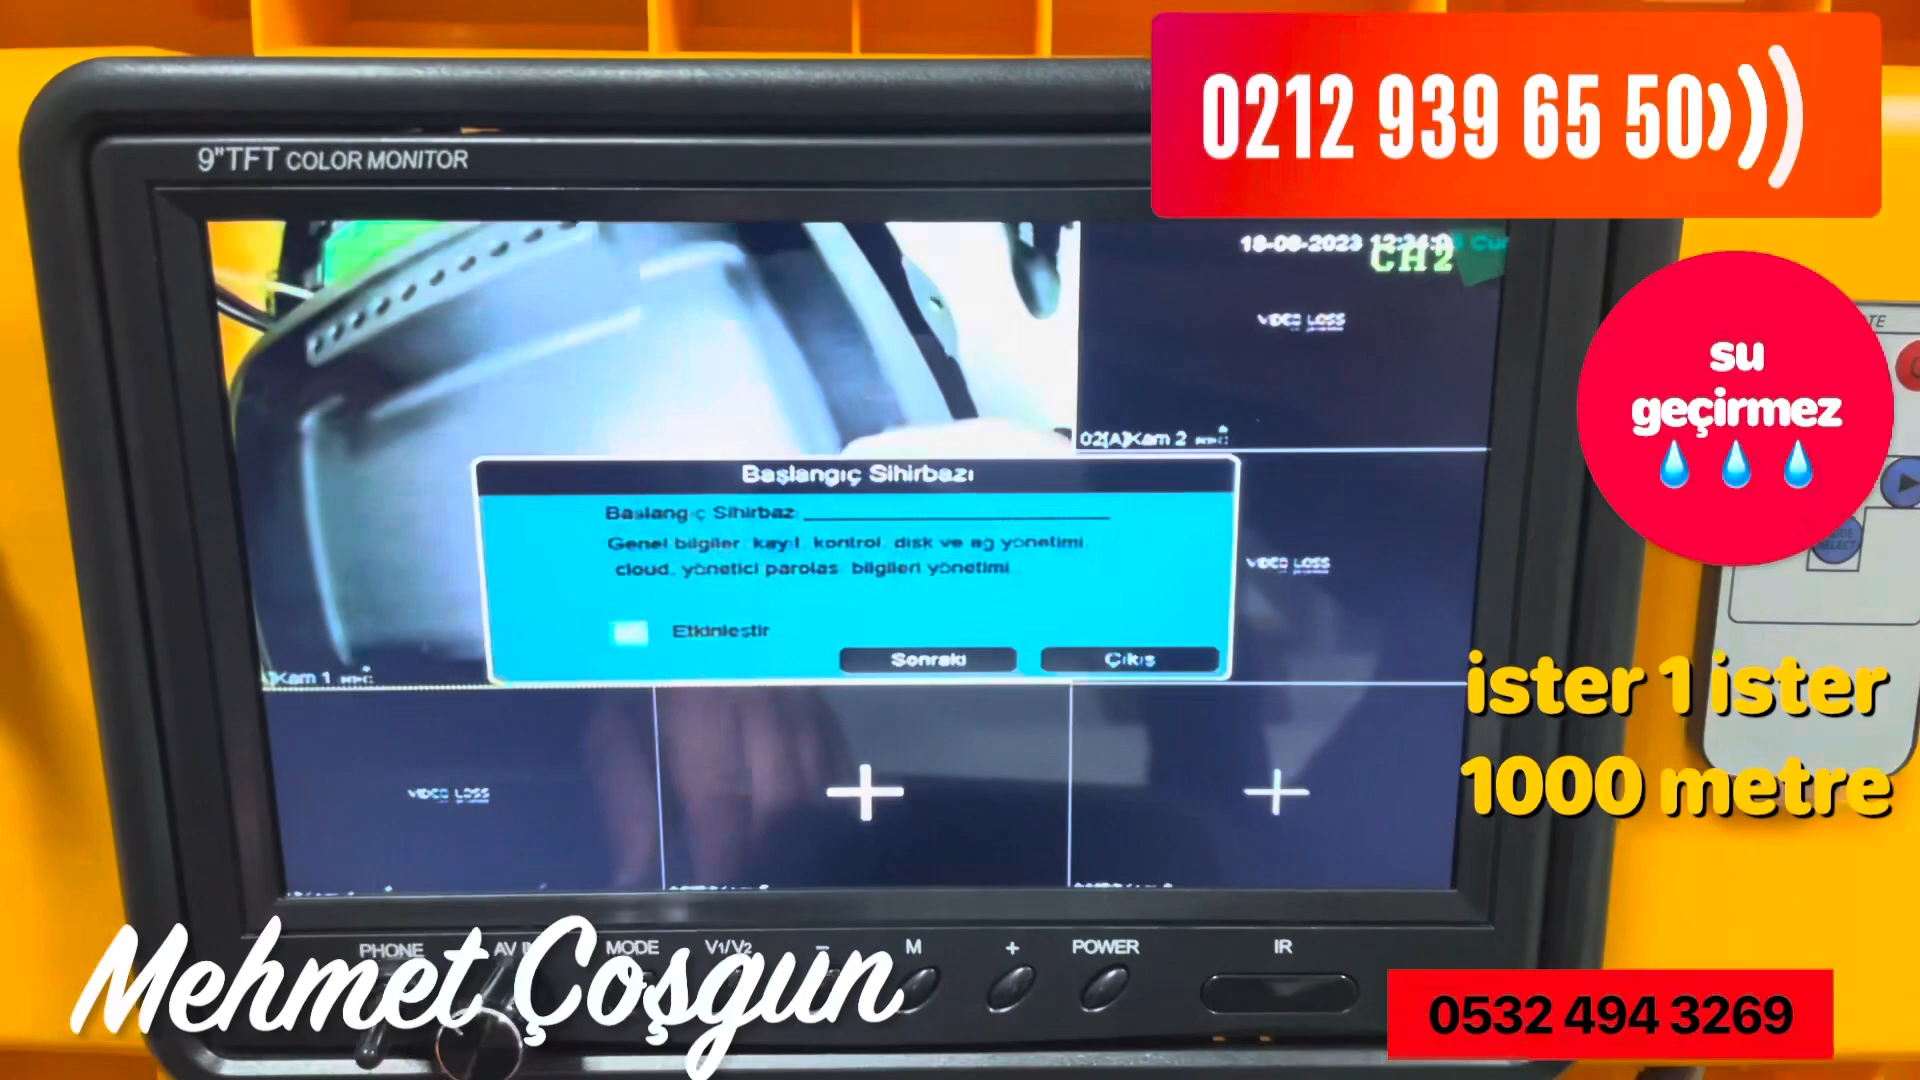 0212 939 65 50
9"TFT COLOR MONITOR
CH2
VIDEO LOSS
su
geçirmez
02[A]Kam 2
Başlangıç Sihirbazı
Başlangıç Sihirbazı
Genel bilgiler, kayıt, kontrol, disk ve ağ yönetimi,
cloud, yönetici parolası bilgileri yönetimi.
VIDEO LOSS
Etkinleştir
Sonraki
Çıkış
Kam 1
ister 1 ister
1000 metre
VIDEO LOSS
PHONE
MODE
V1/V2
-
M
+
POWER
IR
Mehmet Çoşgun
0532 494 3269